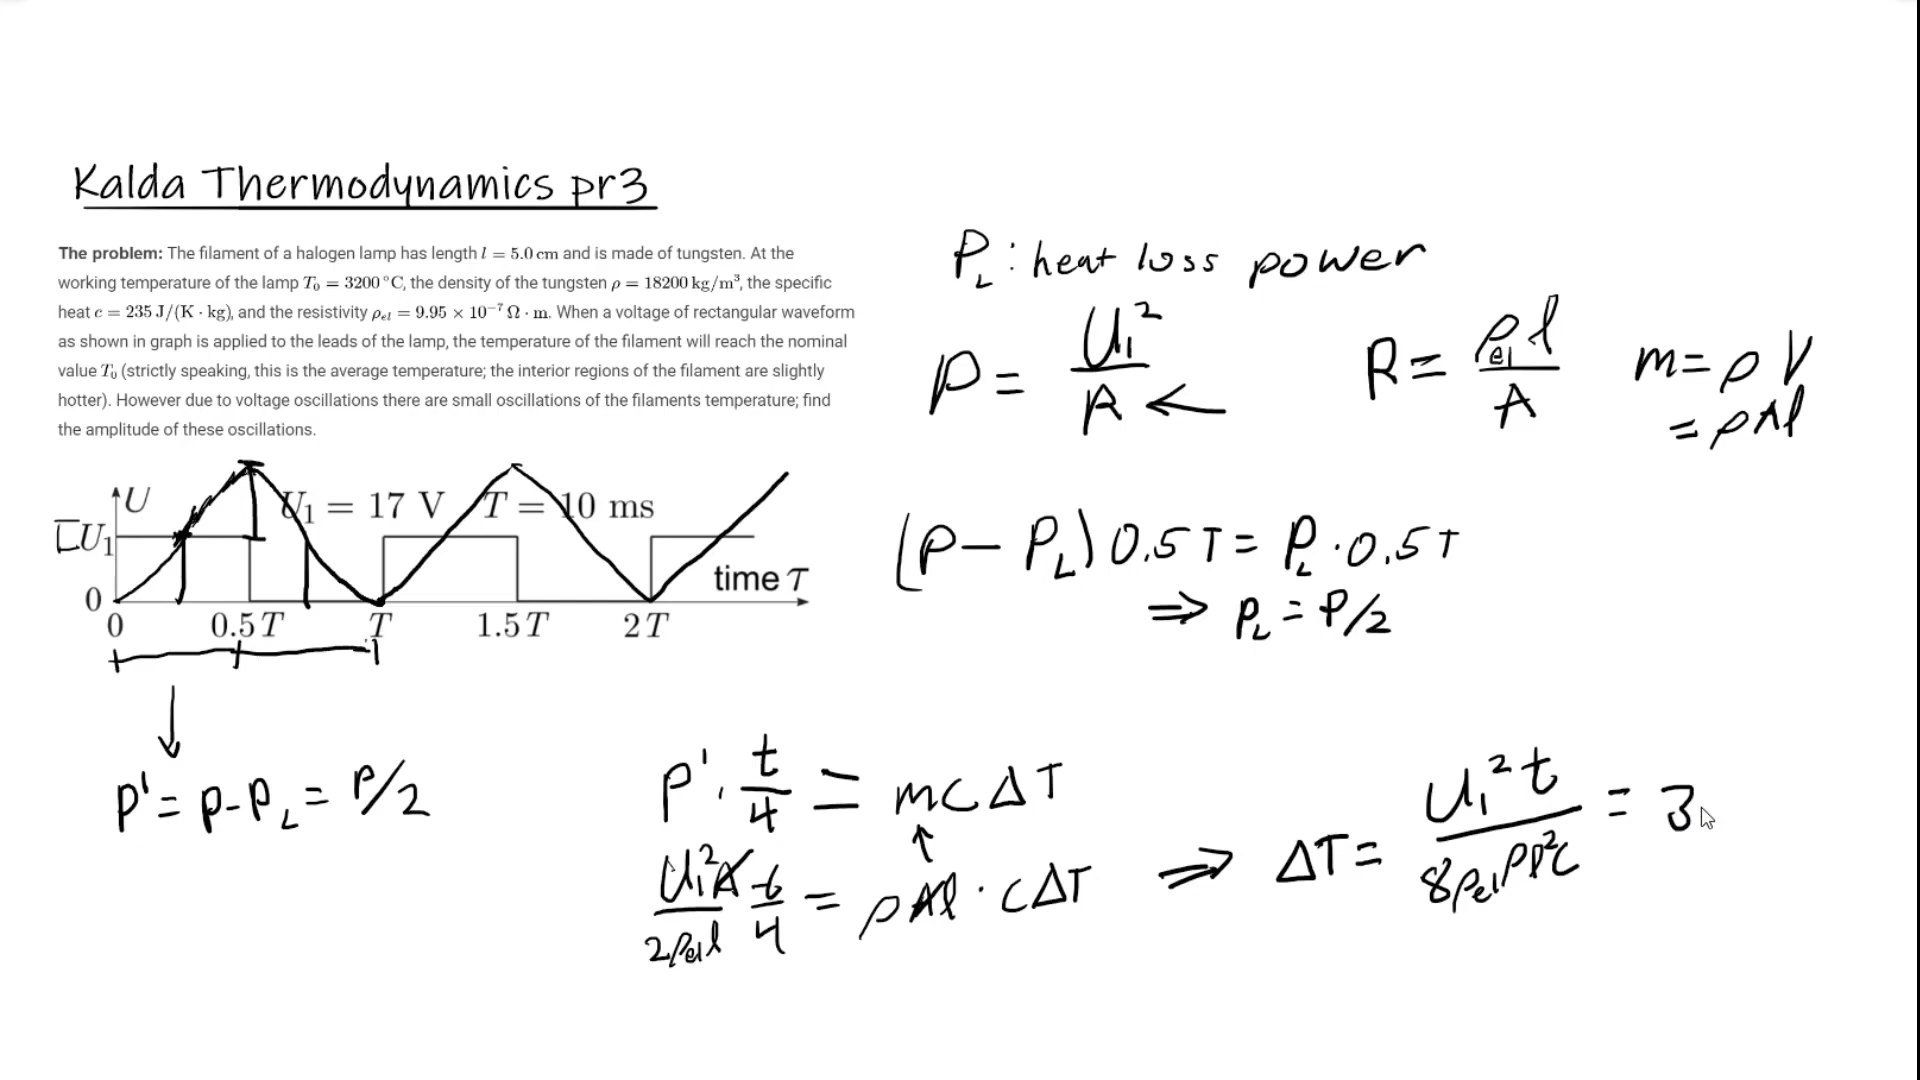 Kalda Thermodynamics pr3
The problem: The filament of a halogen lamp has length l = 5.0 cm and is made of tungsten. At the
working temperature of the lamp T₀ = 3200 °C, the density of the tungsten ρ = 18200 kg/m³, the specific
heat c = 235 J/(K · kg), and the resistivity ρₑₗ = 9.95 × 10⁻⁷ Ω · m. When a voltage of rectangular waveform
as shown in graph is applied to the leads of the lamp, the temperature of the filament will reach the nominal
value T₀ (strictly speaking, this is the average temperature; the interior regions of the filament are slightly
hotter). However due to voltage oscillations there are small oscillations of the filaments temperature; find
the amplitude of these oscillations.
U
U₁ = 17 V
T = 10 ms
U₁
0
time T
0
0.5T
T
1.5T
2T
P' = P - P_L = P/2
P_L : heat loss power
P = U₁²/R ←
R = ρₑₗ l/A
m = ρV
= ρAl
(P - P_L) 0.5T = P_L · 0.5T
⇒ P_L = P/2
P' · t/4 = mcΔT
U₁²A/2ρₑₗl t/4 = ρAl · cΔT
⇒ ΔT = U₁²t/8ρₑₗρl²c = 3